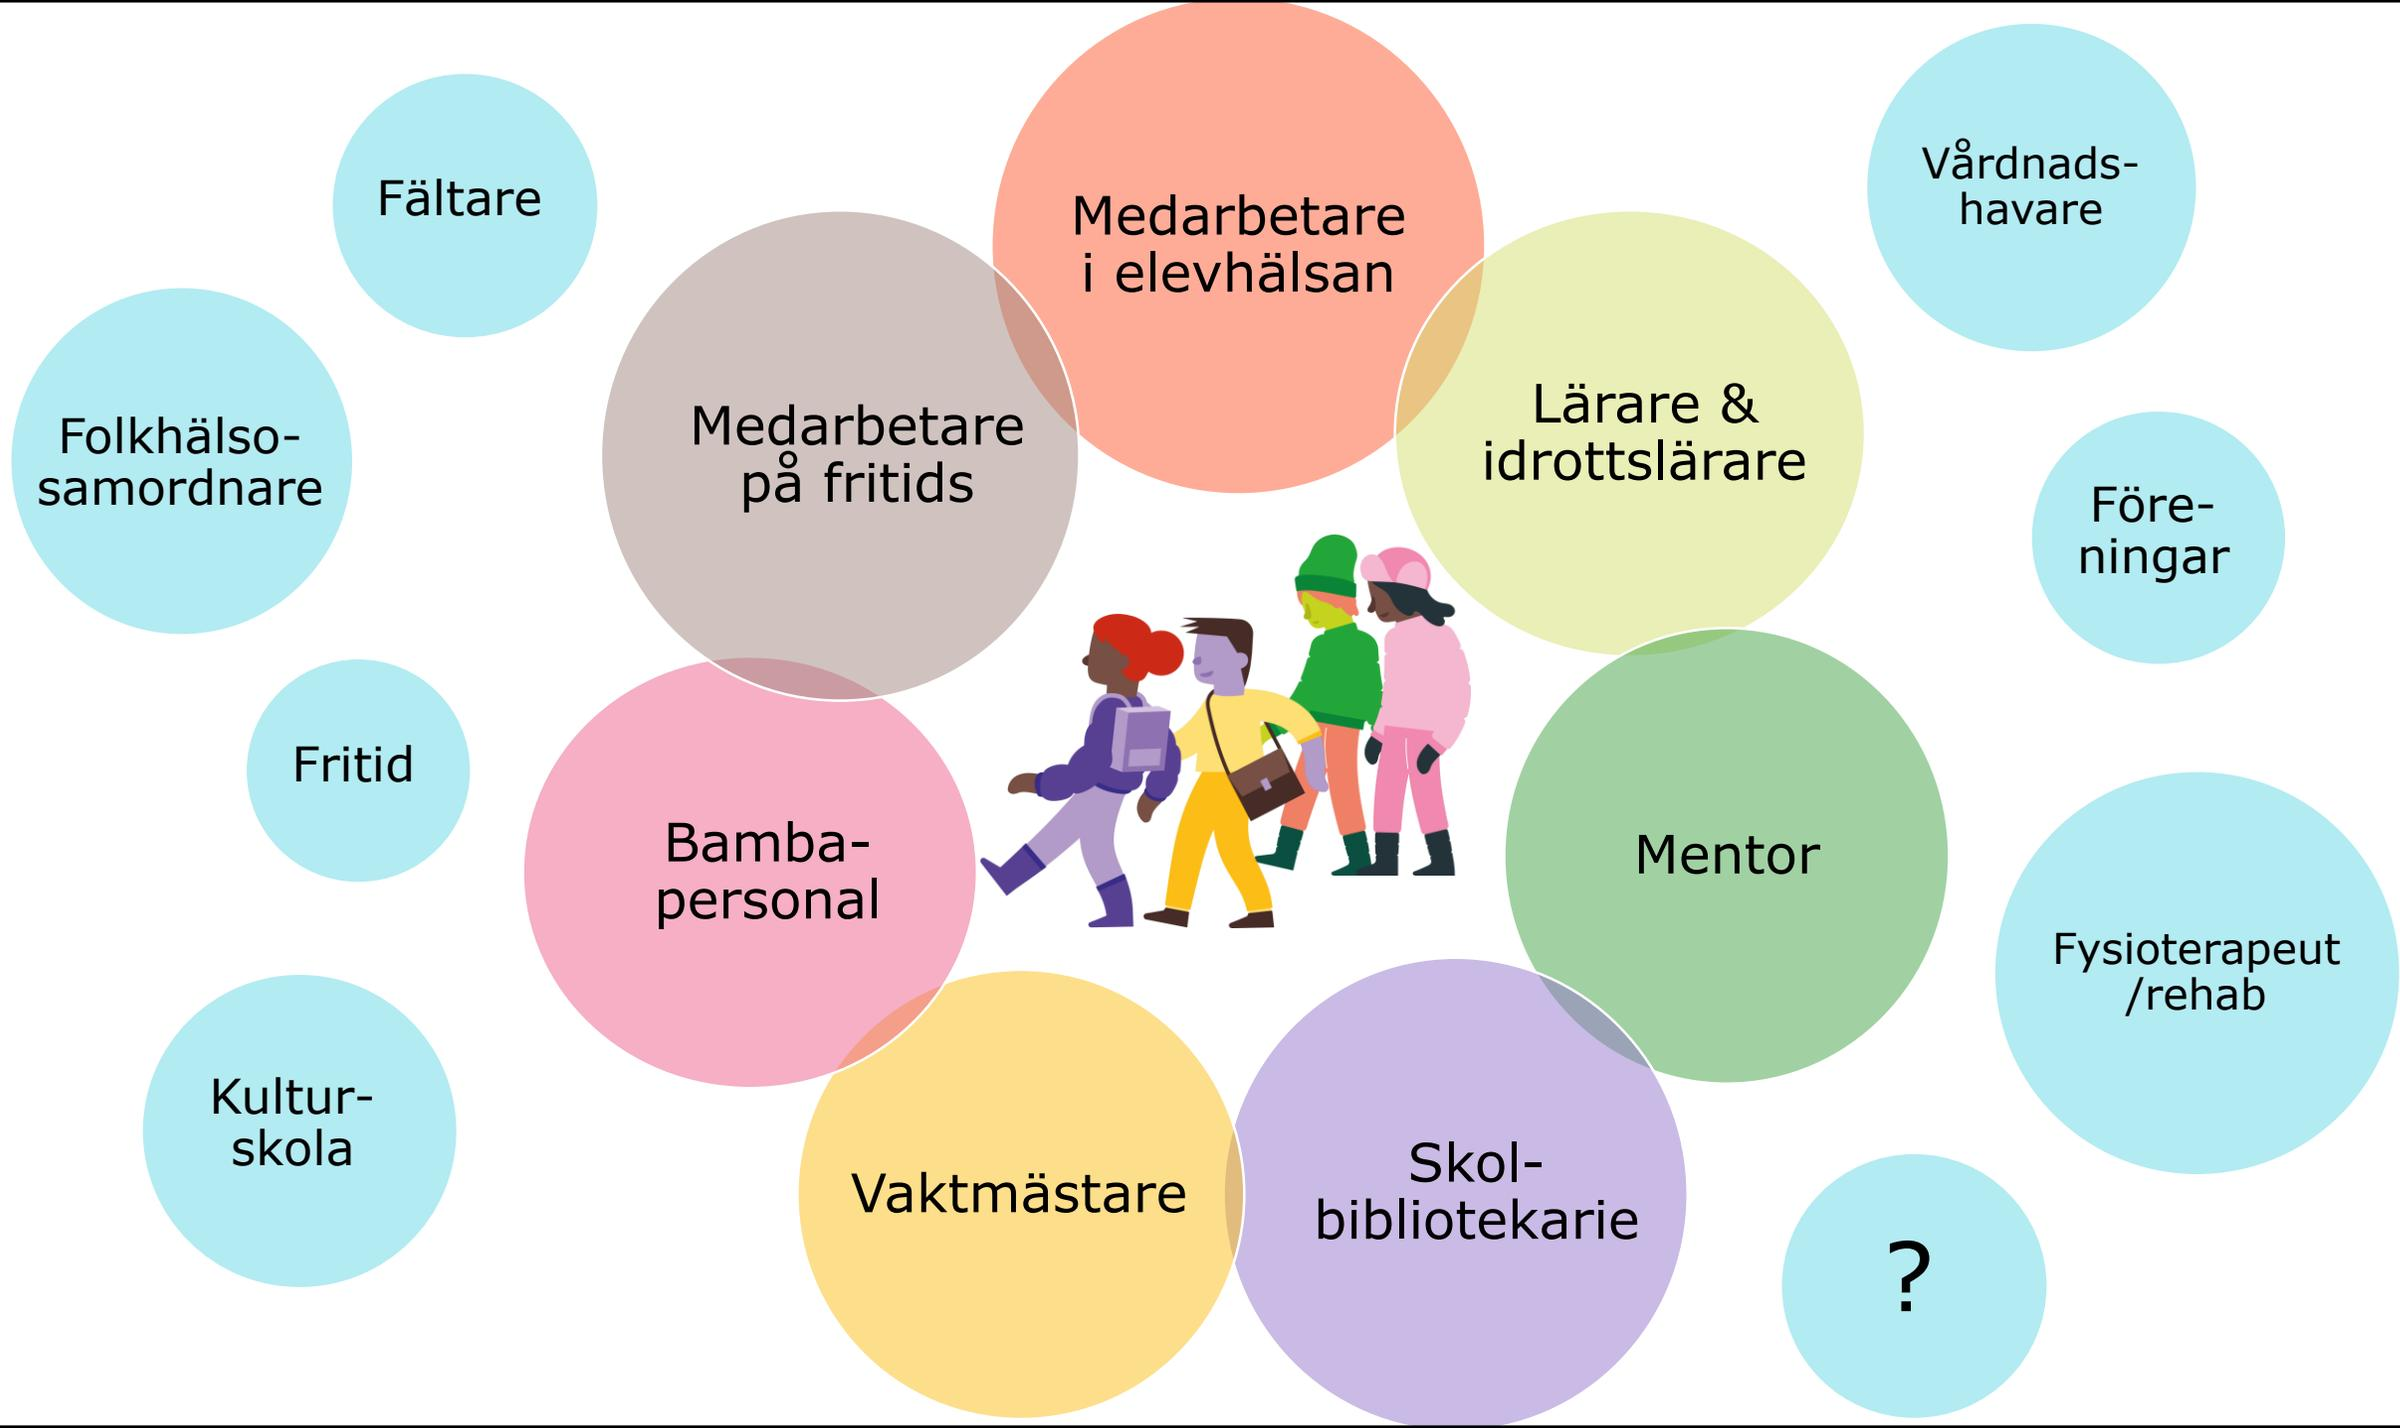 Fältare
Folkhälso-
samordnare
Fritid
Kultur-
skola
Medarbetare
på fritids
Medarbetare
i elevhälsan
Lärare &
idrottslärare
Bamba-
personal
Mentor
Vaktmästare
Skol-
bibliotekarie
Vårdnads-
havare
Före-
ningar
Fysioterapeut
/rehab
?